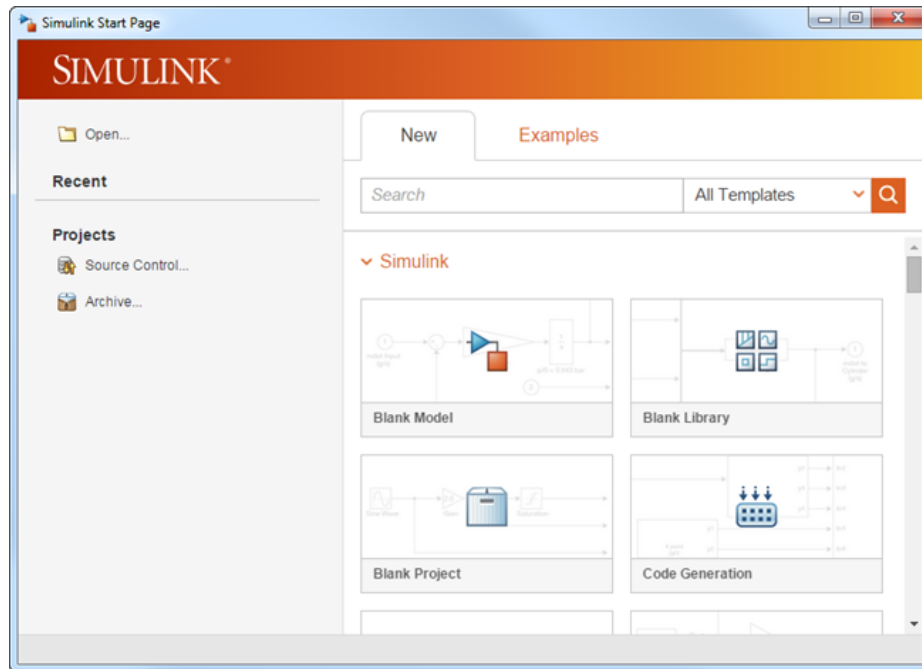 Simulink Start Page
SIMULINK®
Open...
Recent
Projects
Source Control...
Archive...
New
Examples
Search
All Templates
Simulink
Blank Model
Blank Library
Blank Project
Code Generation